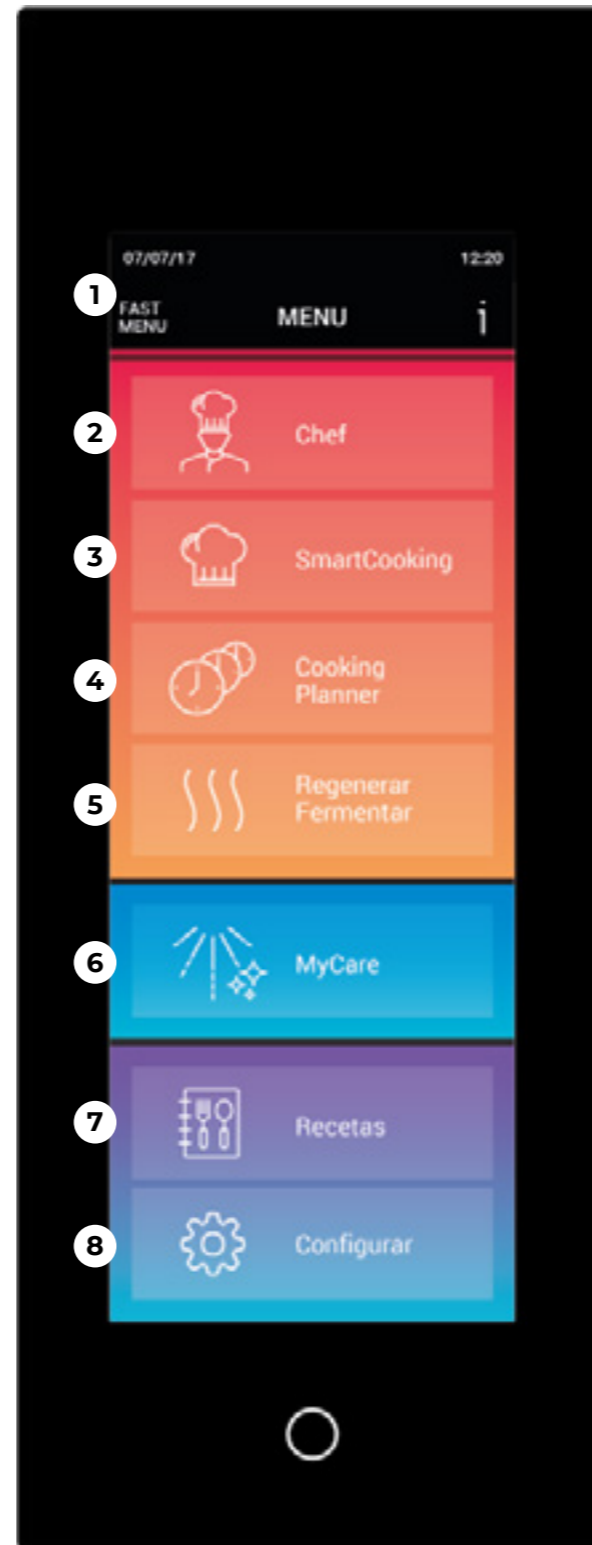 07/07/17 12:20
1
FAST
MENU
MENU
i
2
Chef
3
SmartCooking
4
Cooking
Planner
5
Regenerar
Fermentar
6
MyCare
7
Recetas
8
Configurar